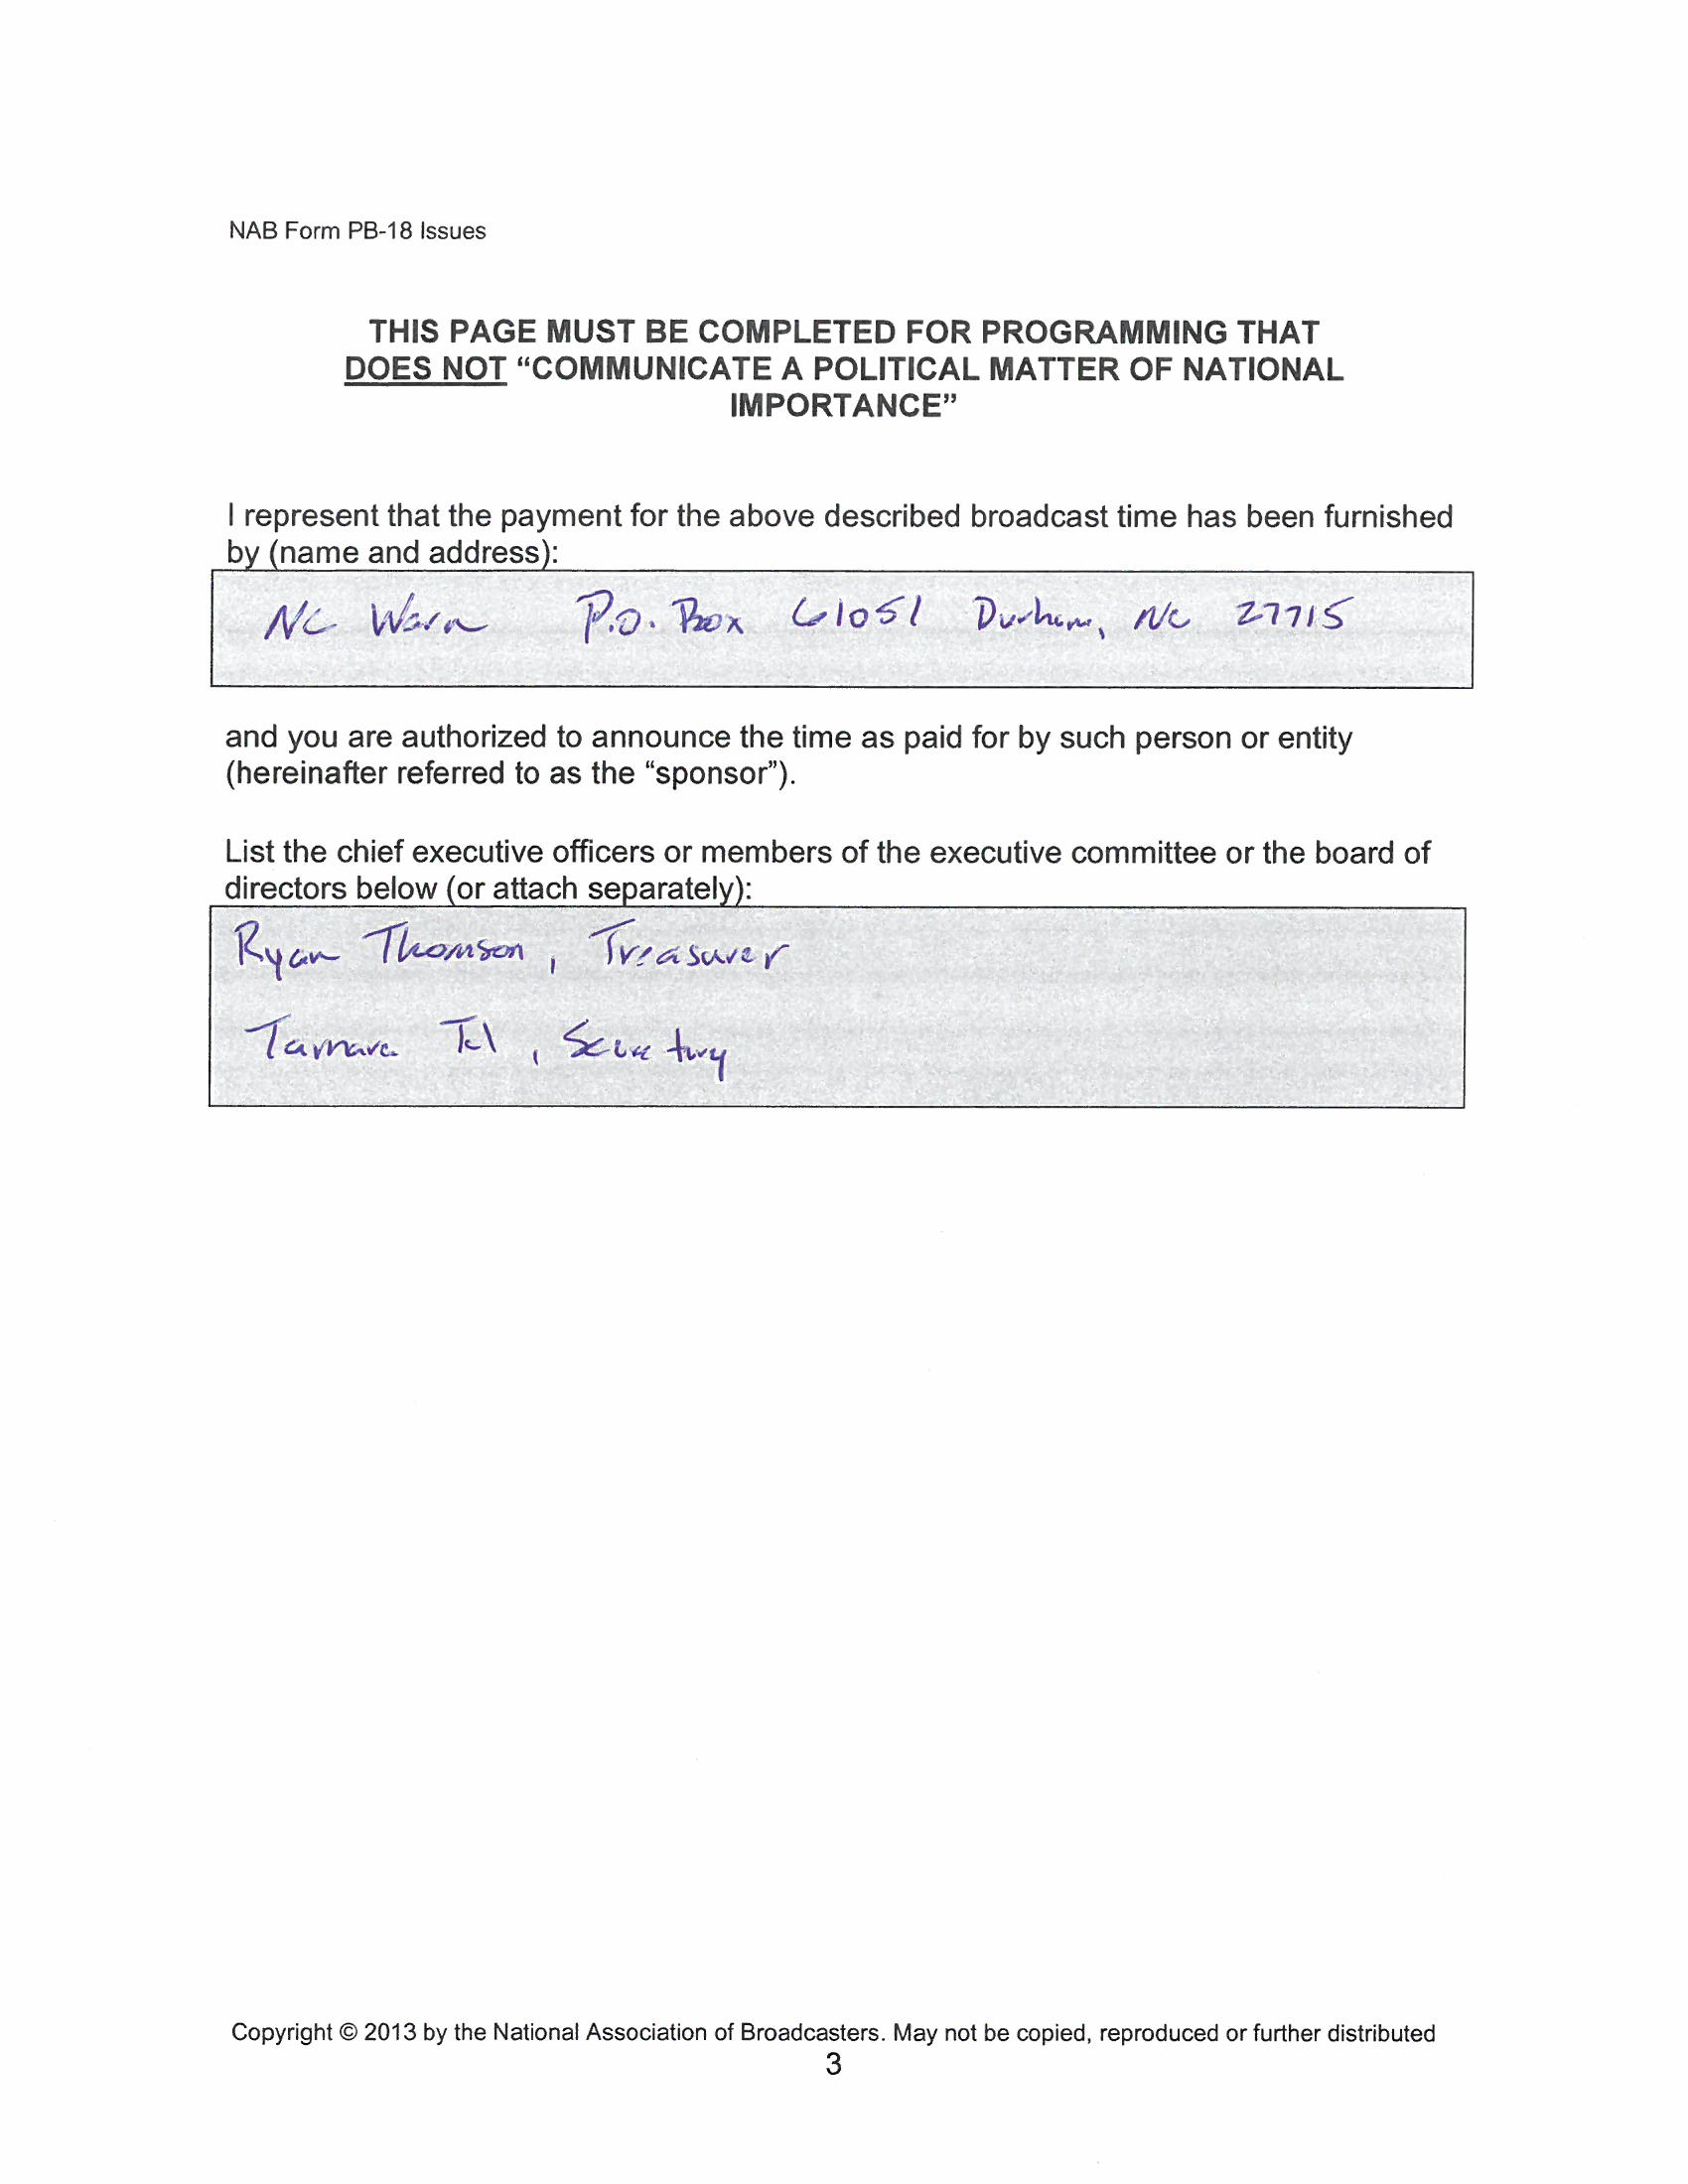 NAB Form PB-18 Issues
THIS PAGE MUST BE COMPLETED FOR PROGRAMMING THAT
DOES NOT “COMMUNICATE A POLITICAL MATTER OF NATIONAL
IMPORTANCE”
I represent that the payment for the above described broadcast time has been furnished
by (name and address):
NC Warn P.O. Box 61051 Durham, NC 27715
and you are authorized to announce the time as paid for by such person or entity
(hereinafter referred to as the “sponsor”).
List the chief executive officers or members of the executive committee or the board of
directors below (or attach separately):
Ryan Thomson, Treasurer
Tamara Tal, Secretary
Copyright © 2013 by the National Association of Broadcasters. May not be copied, reproduced or further distributed
3